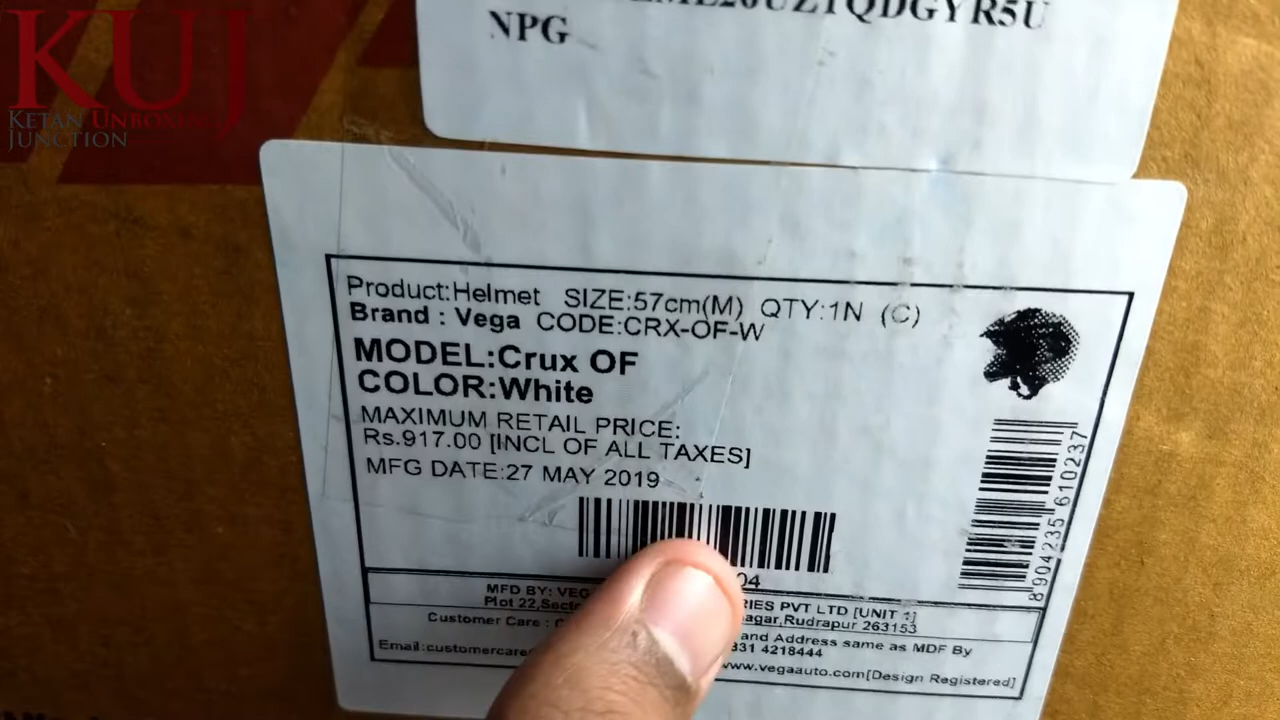 KUJ
KETAN UNBOXING
JUNCTION
NPG
Product:Helmet SIZE:57cm(M) QTY:1N (C)
Brand : Vega CODE:CRX-OF-W
MODEL:Crux OF
COLOR:White
MAXIMUM RETAIL PRICE:
Rs.917.00 [INCL OF ALL TAXES]
MFG DATE:27 MAY 2019
8904235 610237
04
MFD BY: RIES PVT LTD [UNIT 1]
Plot 22, Rudrapur 263153
Customer Care : and Address same as MDF By
331 4218444
Email:customercare
www.vegaauto.com[Design Registered]